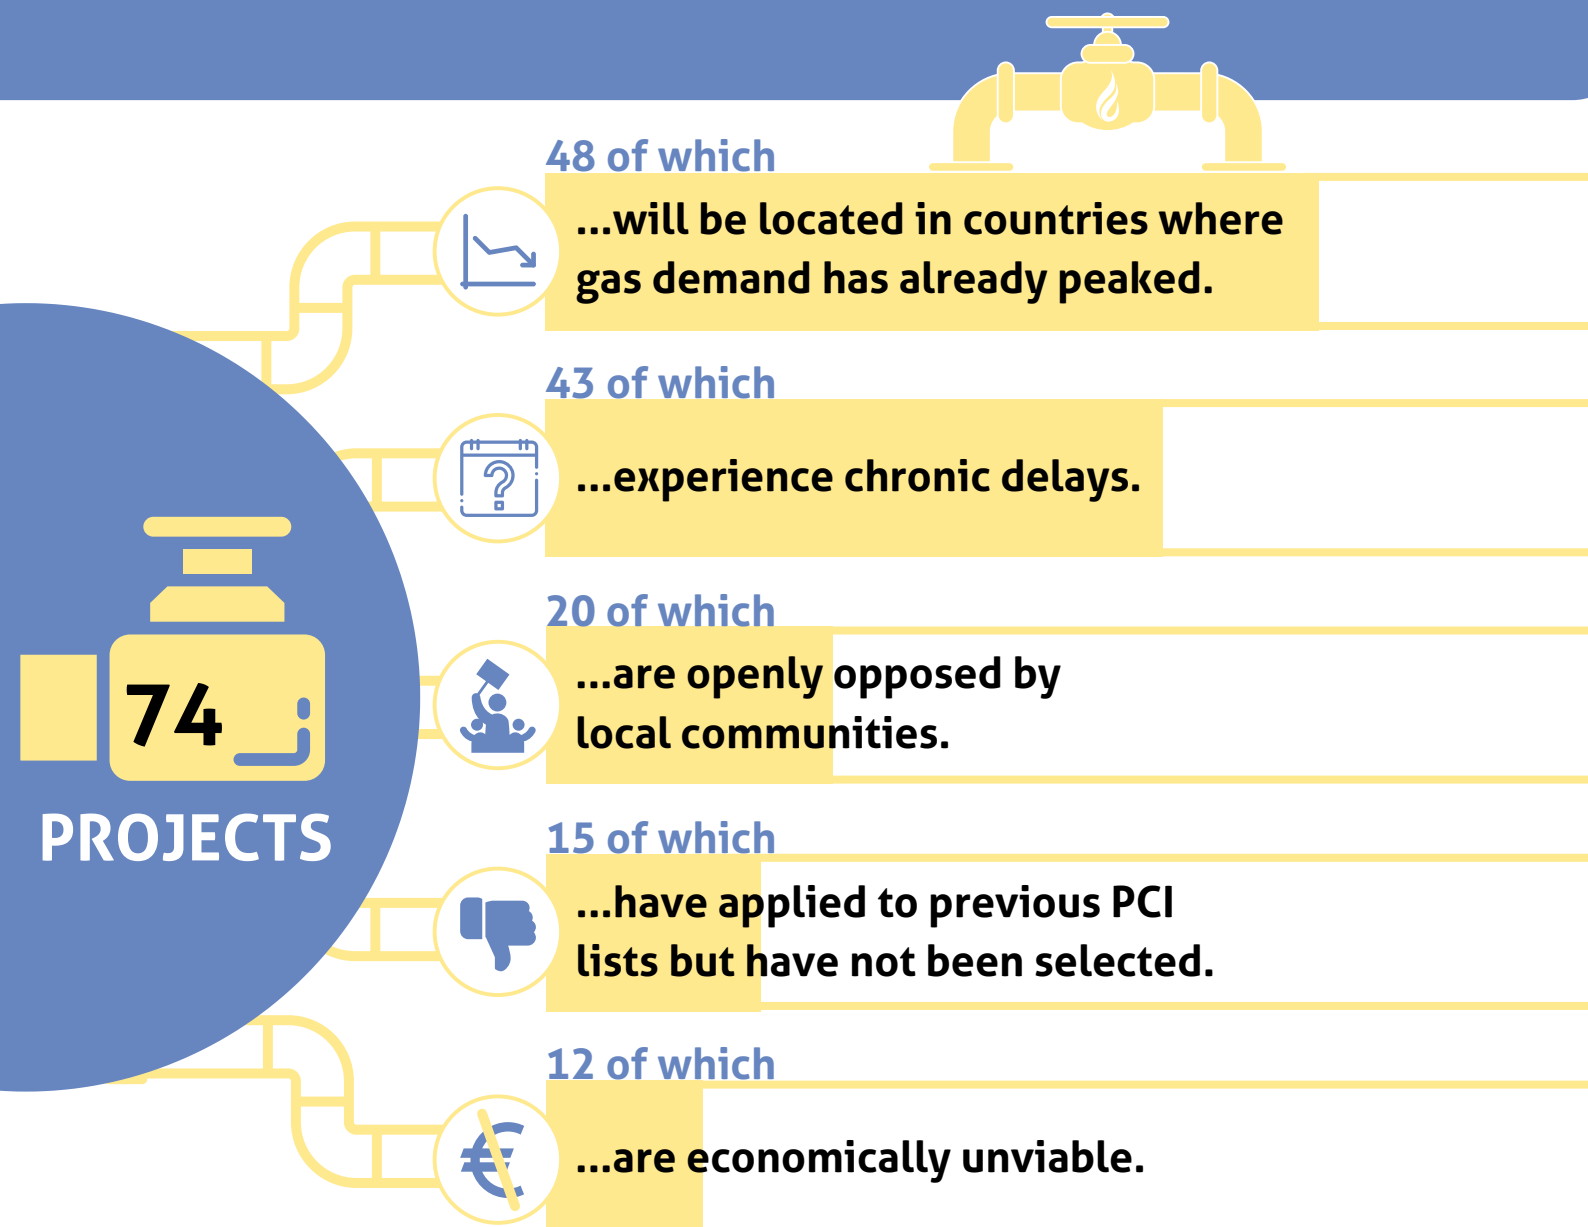 48 of which
...will be located in countries where
gas demand has already peaked.
43 of which
...experience chronic delays.
74
PROJECTS
20 of which
...are openly opposed by
local communities.
15 of which
...have applied to previous PCI
lists but have not been selected.
12 of which
...are economically unviable.